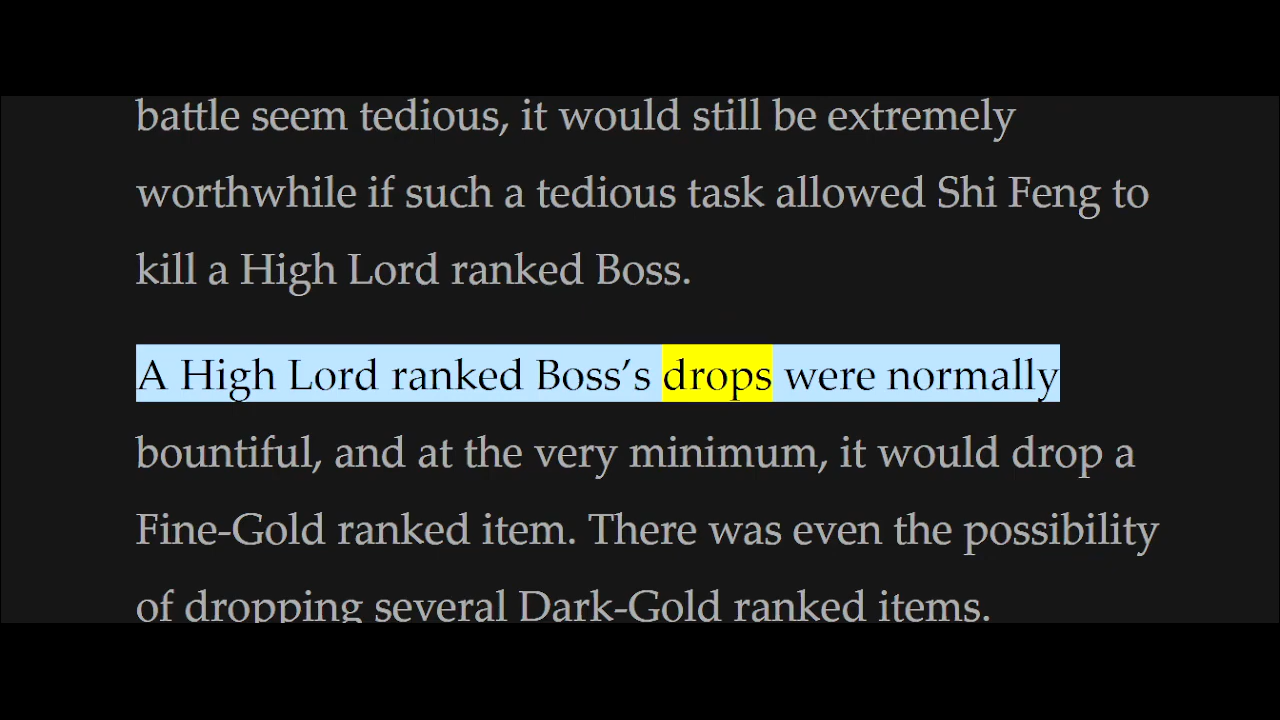 battle seem tedious, it would still be extremely
worthwhile if such a tedious task allowed Shi Feng to
kill a High Lord ranked Boss.
A High Lord ranked Boss’s drops were normally
bountiful, and at the very minimum, it would drop a
Fine-Gold ranked item. There was even the possibility
of dropping several Dark-Gold ranked items.